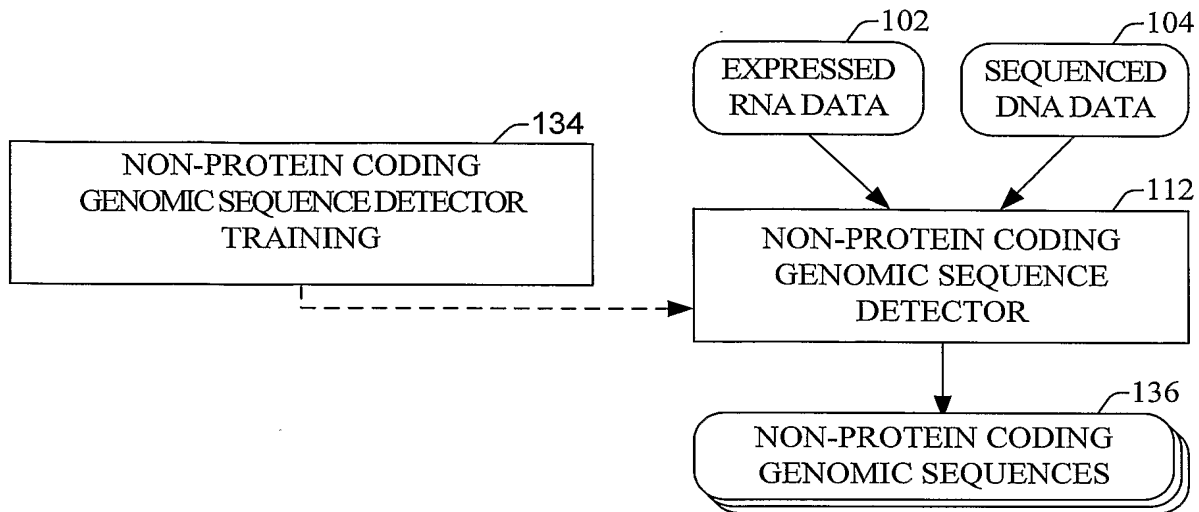 102
104
EXPRESSED
RNA DATA
SEQUENCED
DNA DATA
134
NON-PROTEIN CODING
GENOMIC SEQUENCE DETECTOR
TRAINING
112
NON-PROTEIN CODING
GENOMIC SEQUENCE
DETECTOR
136
NON-PROTEIN CODING
GENOMIC SEQUENCES